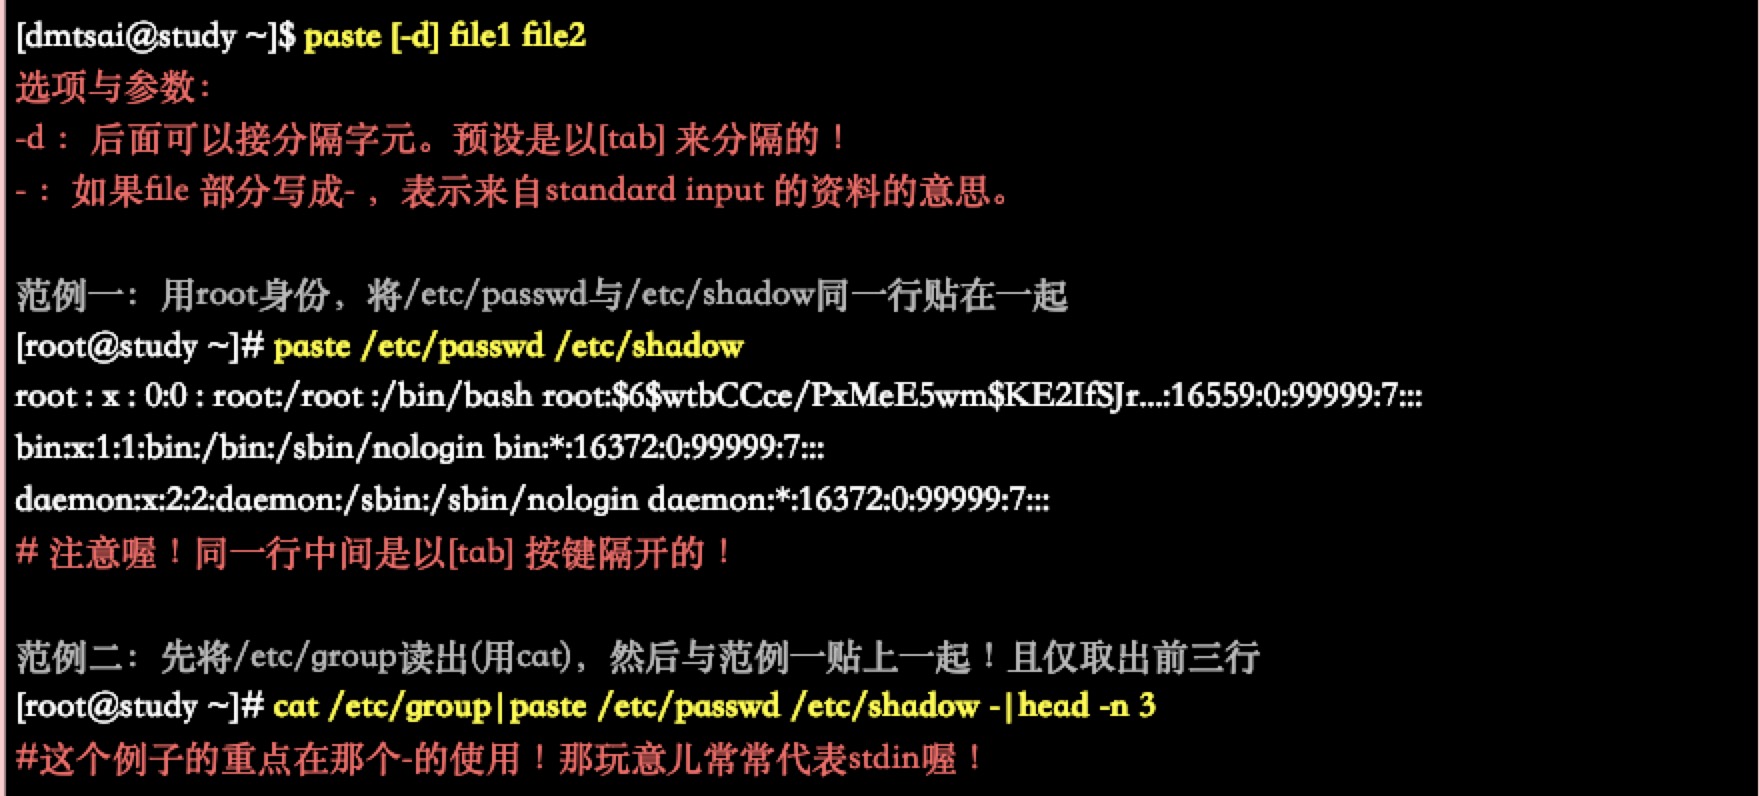 [dmtsai@study ~]$ paste [-d] file1 file2
选项与参数：
-d ：后面可以接分隔字元。预设是以[tab] 来分隔的！
- ：如果file 部分写成- ，表示来自standard input 的资料的意思。
范例一：用root身份，将/etc/passwd与/etc/shadow同一行贴在一起
[root@study ~]# paste /etc/passwd /etc/shadow
root : x : 0:0 : root:/root :/bin/bash root:$6$wtbCCce/PxMeE5wm$KE2IfSJr...:16559:0:99999:7:::
bin:x:1:1:bin:/bin:/sbin/nologin bin:*:16372:0:99999:7:::
daemon:x:2:2:daemon:/sbin:/sbin/nologin daemon:*:16372:0:99999:7:::
# 注意喔！同一行中间是以[tab] 按键隔开的！
范例二：先将/etc/group读出(用cat)，然后与范例一贴上一起！且仅取出前三行
[root@study ~]# cat /etc/group|paste /etc/passwd /etc/shadow -|head -n 3
#这个例子的重点在那个-的使用！那玩意儿常常代表stdin喔！